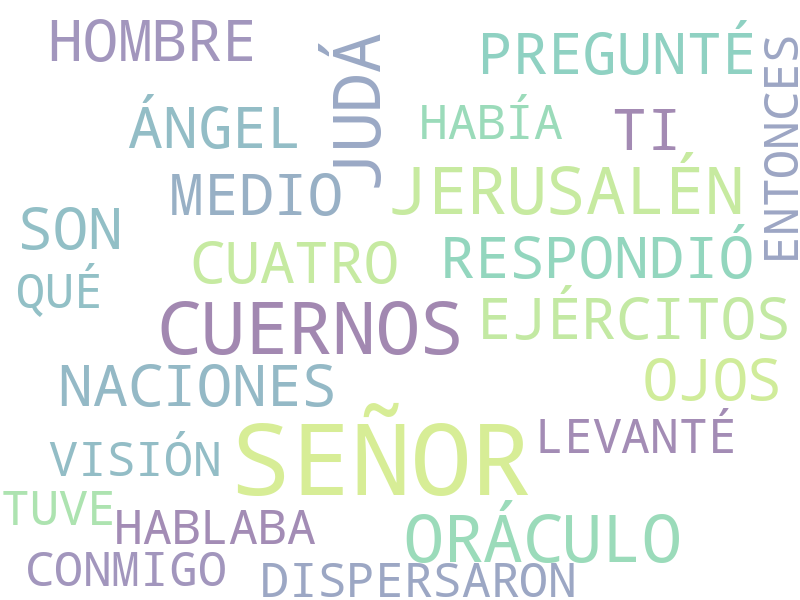 HOMBRE
PREGUNTÉ
JUDÁ
ENTONCES
ÁNGEL
HABÍA
TI
MEDIO
JERUSALÉN
SON
CUATRO
RESPONDIÓ
QUÉ
CUERNOS
EJÉRCITOS
NACIONES
OJOS
SEÑOR
LEVANTÉ
VISIÓN
TUVE
HABLABA
ORÁCULO
CONMIGO
DISPERSARON